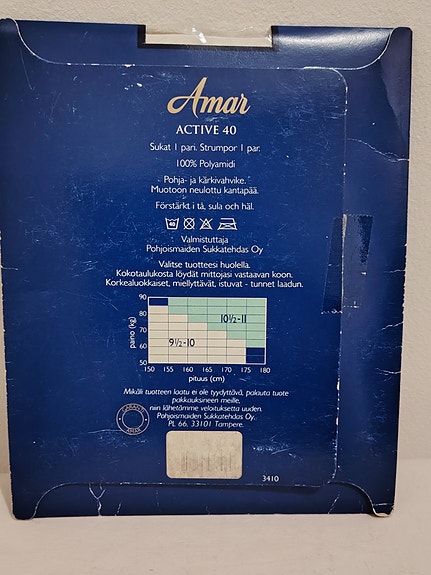 Amar
ACTIVE 40
Sukat 1 pari. Strumpor 1 par.
100% Polyamidi
Pohja- ja kärkivahvike.
Muotoon neulottu kantapää.
Förstärkt i tå, sula och häl.
40
Valmistuttaja
Pohjoismaiden Sukkatehdas Oy
Valitse tuotteesi huolella.
Kokotaulukosta löydät mittojasi vastaavan koon.
Korkealuokkaiset, miellyttävät, istuvat - tunnet laadun.
90
80
70
60
50
paino (kg)
10½-11
9½-10
150 155 160 165 170 175 180
pituus (cm)
Mikäli tuotteen laatu ei ole tyydyttävä, palauta tuote
pakkauksineen meille,
niin lähetämme veloituksetta uuden.
Pohjoismaiden Sukkatehdas Oy,
PL 66, 33101 Tampere.
AMAR
3410